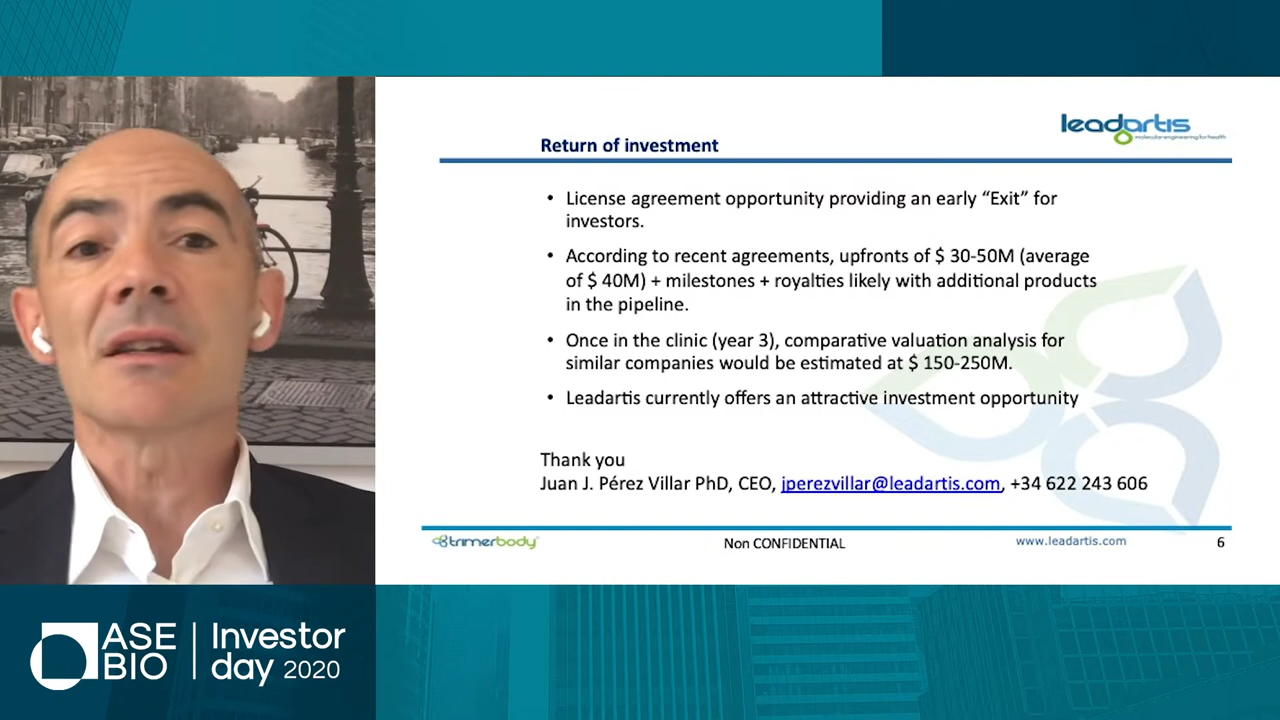 leadartis
molecular engineering for health
Return of investment
• License agreement opportunity providing an early “Exit” for
investors.
• According to recent agreements, upfronts of $ 30-50M (average
of $ 40M) + milestones + royalties likely with additional products
in the pipeline.
• Once in the clinic (year 3), comparative valuation analysis for
similar companies would be estimated at $ 150-250M.
• Leadartis currently offers an attractive investment opportunity
Thank you
Juan J. Pérez Villar PhD, CEO, jperezvillar@leadartis.com, +34 622 243 606
trimerbody
Non CONFIDENTIAL
www.leadartis.com
6
ASE
BIO
Investor
day 2020